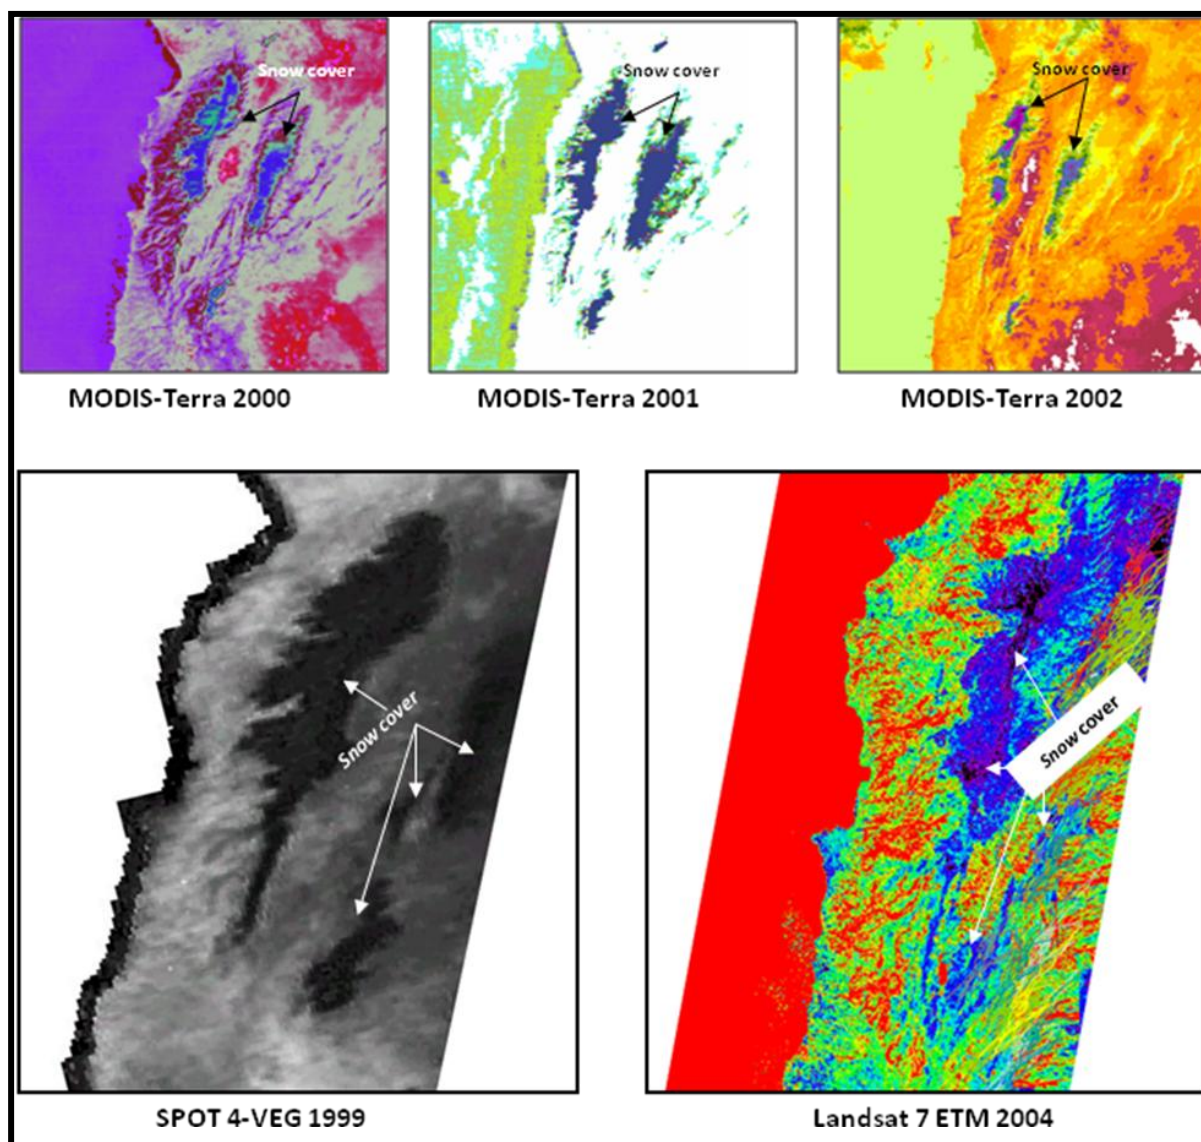 Snow cover
Snow cover
Snow cover
MODIS-Terra 2000
MODIS-Terra 2001
MODIS-Terra 2002
Snow cover
Snow cover
SPOT 4-VEG 1999
Landsat 7 ETM 2004